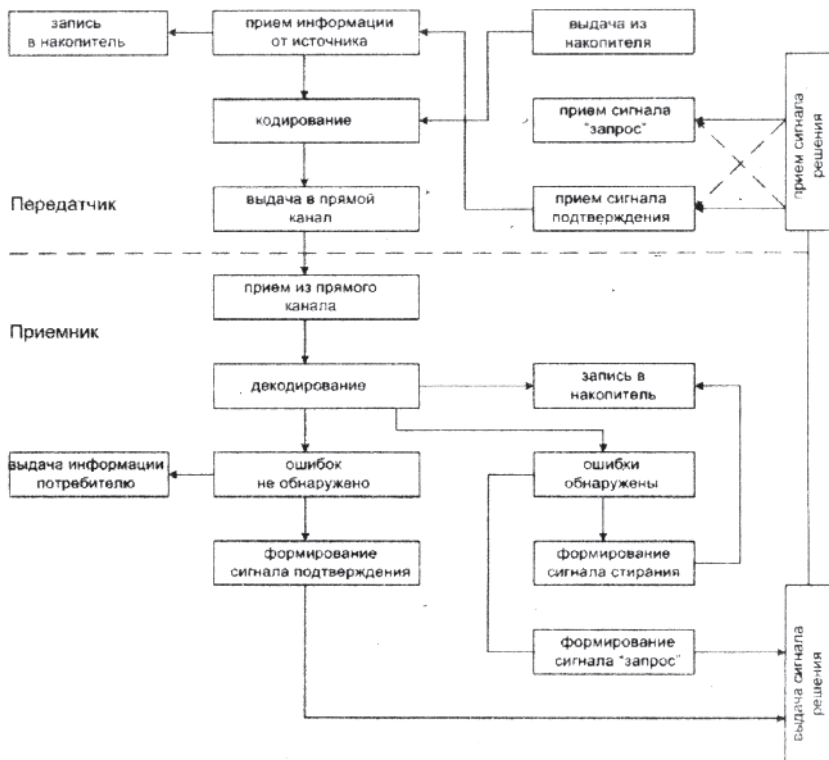 запись
в накопитель
прием информации
от источника
выдача из
накопителя
кодирование
прием сигнала
"запрос"
прием сигнала
решения
Передатчик
выдача в прямой
канал
прием сигнала
подтверждения
прием из прямого
канала
Приемник
декодирование
запись в
накопитель
выдача информации
потребителю
ошибок
не обнаружено
ошибки
обнаружены
формирование
сигнала подтверждения
формирование
сигнала стирания
формирование
сигнала "запрос"
выдача сигнала
решения